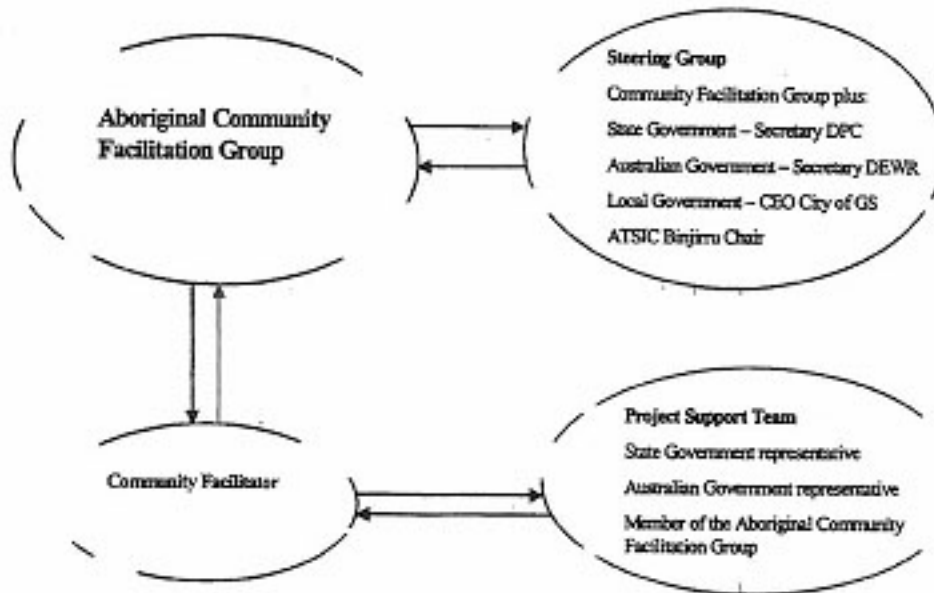 Aboriginal Community
Facilitation Group
Steering Group
Community Facilitation Group plus:
State Government – Secretary DPC
Australian Government – Secretary DEWR
Local Government – CEO City of GS
ATSIC Binjirru Chair
Community Facilitator
Project Support Team
State Government representative
Australian Government representative
Member of the Aboriginal Community
Facilitation Group